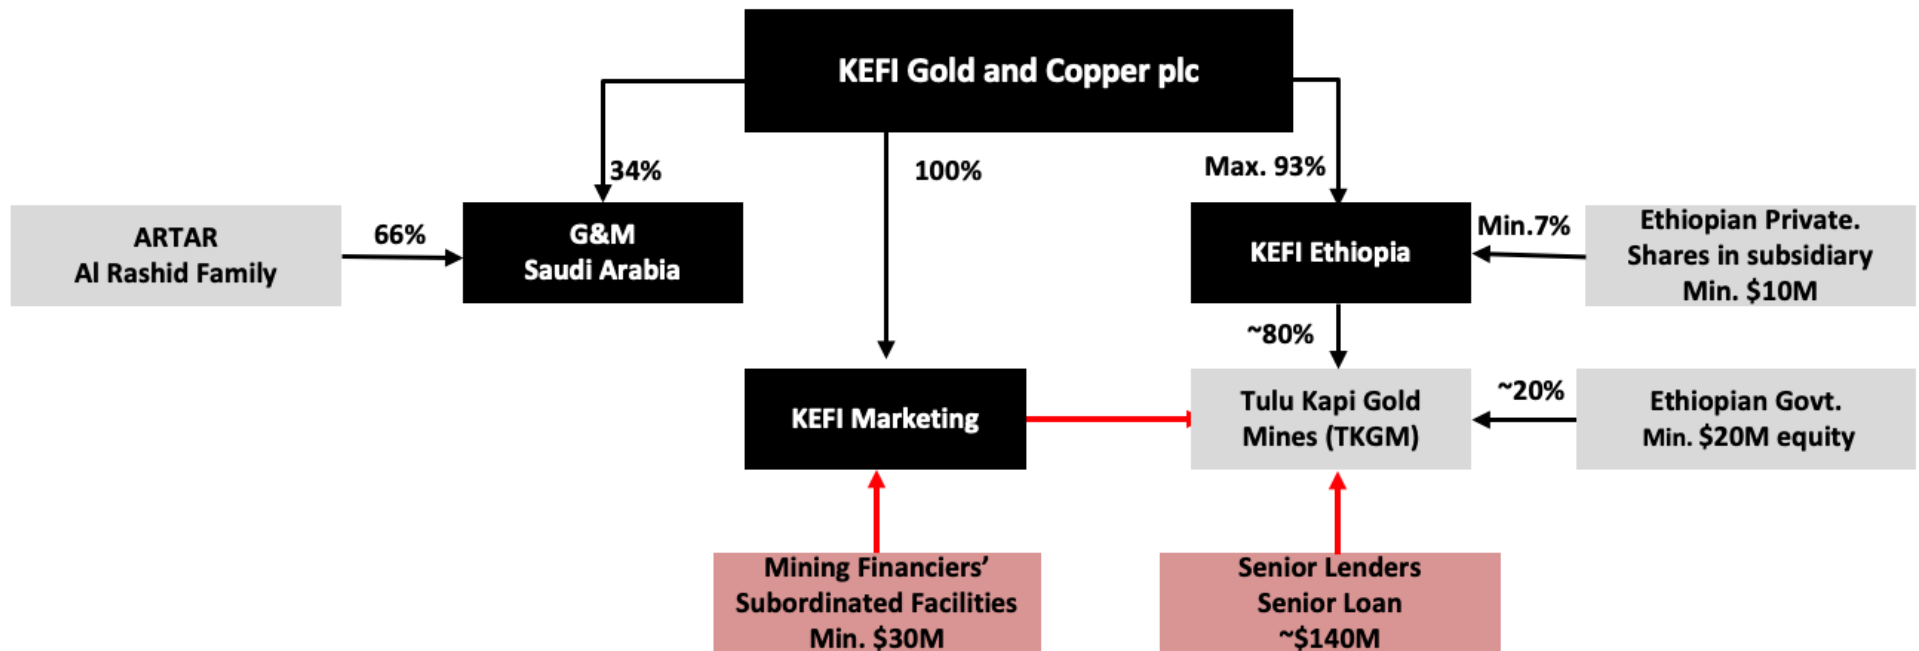 KEFI Gold and Copper plc
34%
100%
Max. 93%
ARTAR
Al Rashid Family
66%
G&M
Saudi Arabia
KEFI Ethiopia
Min.7%
Ethiopian Private.
Shares in subsidiary
Min. $10M
~80%
KEFI Marketing
Tulu Kapi Gold
Mines (TKGM)
~20%
Ethiopian Govt.
Min. $20M equity
Mining Financiers’
Subordinated Facilities
Min. $30M
Senior Lenders
Senior Loan
~$140M